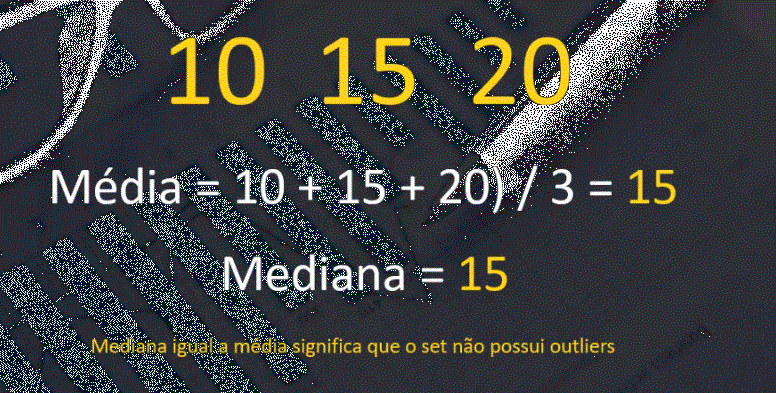 10 15 20
Média = 10 + 15 + 20) / 3 = 15
Mediana = 15
Mediana igual a média significa que o set não possui outliers